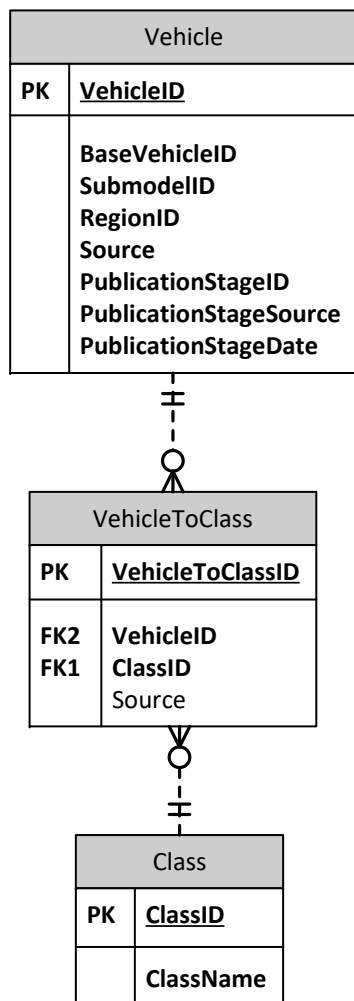 Vehicle
PK VehicleID
BaseVehicleID
SubmodelID
RegionID
Source
PublicationStageID
PublicationStageSource
PublicationStageDate
VehicleToClass
PK VehicleToClassID
FK2 VehicleID
FK1 ClassID
Source
Class
PK ClassID
ClassName